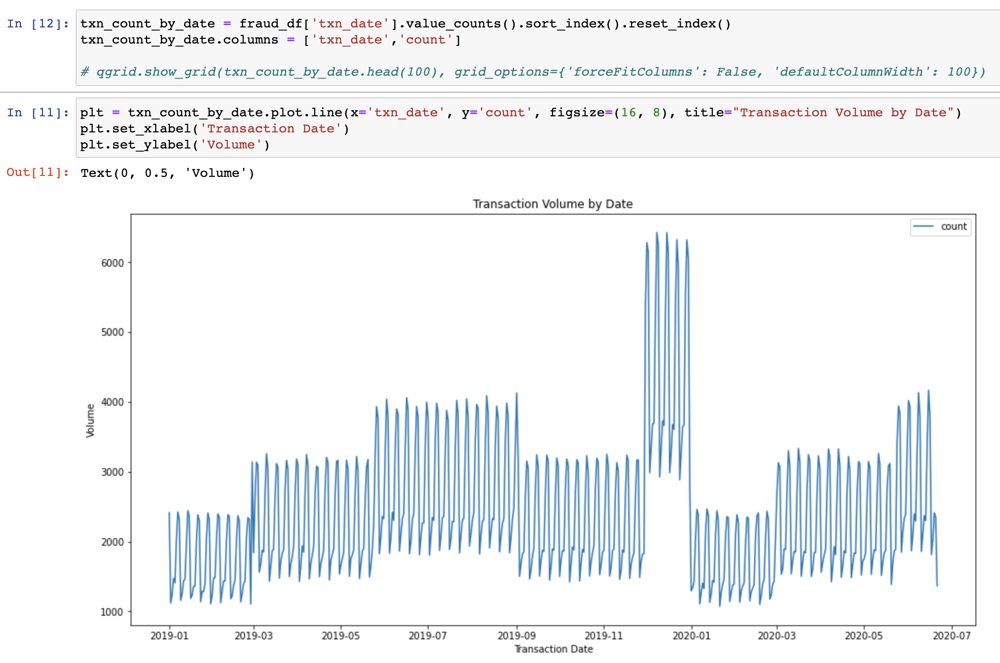 In [12]: txn_count_by_date = fraud_df['txn_date'].value_counts().sort_index().reset_index()
txn_count_by_date.columns = ['txn_date','count']
# qgrid.show_grid(txn_count_by_date.head(100), grid_options={'forceFitColumns': False, 'defaultColumnWidth': 100})
In [11]: plt = txn_count_by_date.plot.line(x='txn_date', y='count', figsize=(16, 8), title="Transaction Volume by Date")
plt.set_xlabel('Transaction Date')
plt.set_ylabel('Volume')
Out[11]: Text(0, 0.5, 'Volume')
Transaction Volume by Date
count
6000
5000
4000
3000
2000
1000
Volume
2019-01 2019-03 2019-05 2019-07 2019-09 2019-11 2020-01 2020-03 2020-05 2020-07
Transaction Date